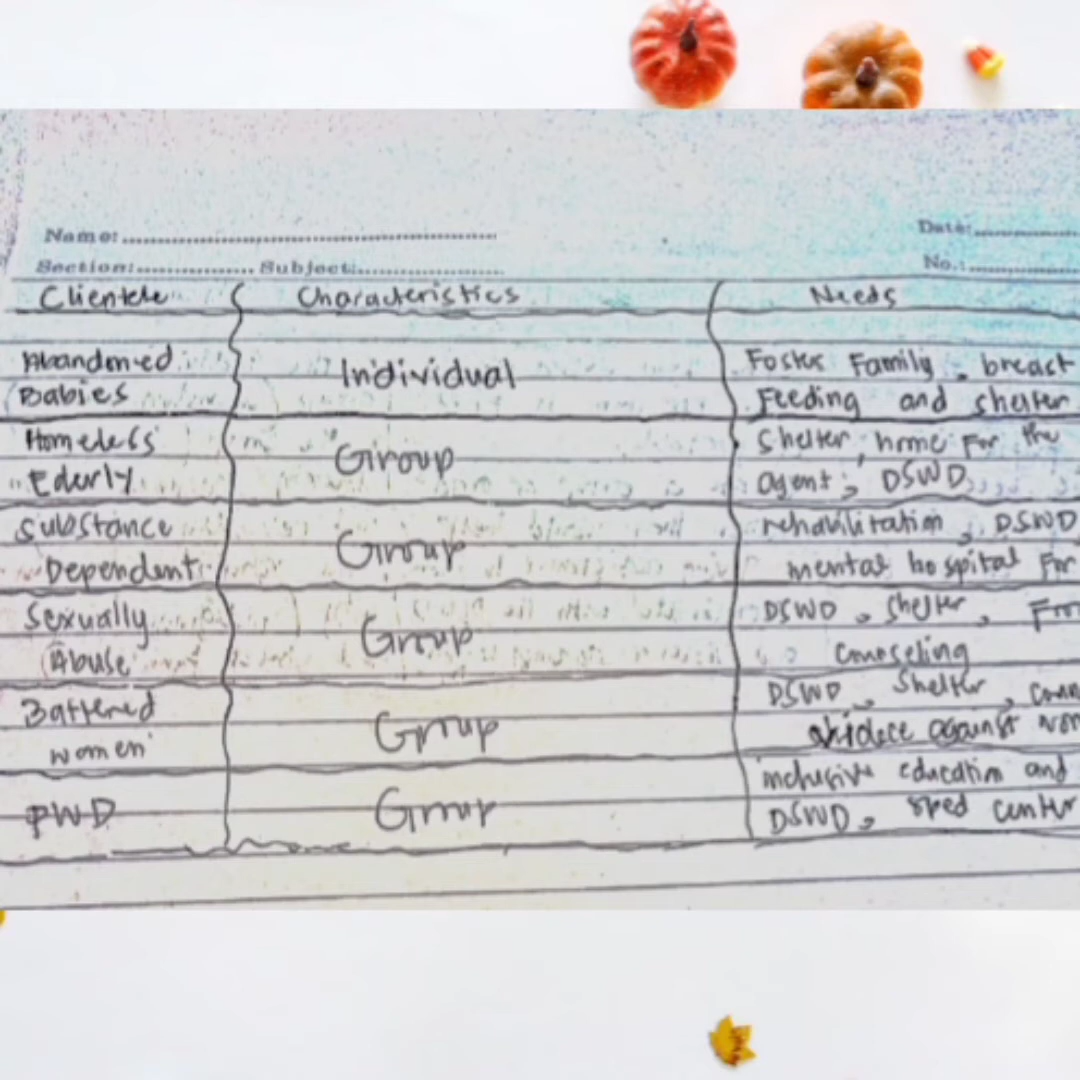 Name:
Date:
Section: Subject:
No.:
Clientele Characteristics Needs
Abandoned Individual Foster Family, breast
Babies Feeding and shelter
Homeless Group Shelter, home For the
Ederly agent, DSWD
Substance Group rehabilitation, DSWD
Dependent mental hospital For
Sexually Group DSWD, Shelter,
Abuse Counseling
Battered Group DSWD, Shelter,
women against
PWD Group inclusive education and
DSWD, sped center